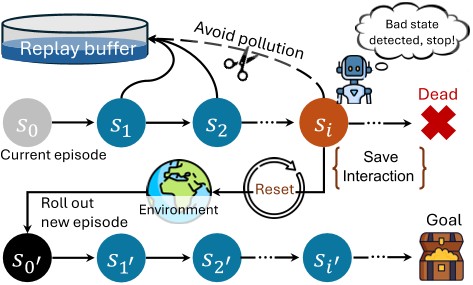 Replay buffer
Avoid pollution
Bad state
detected, stop!
Dead
s0
s1
s2
si
Current episode
Save
Interaction
Reset
Environment
Roll out
new episode
Goal
s0′
s1′
s2′
si′